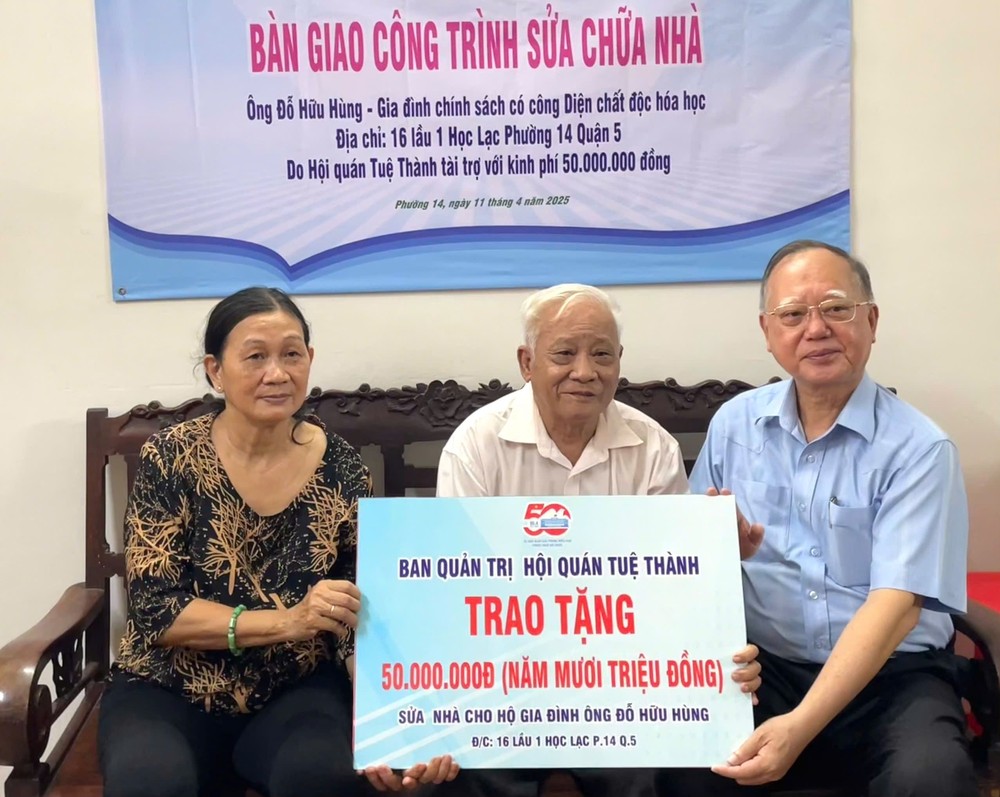 BÀN GIAO CÔNG TRÌNH SỬA CHỮA NHÀ
Ông Đỗ Hữu Hùng - Gia đình chính sách có công Diện chất độc hóa học
Địa chỉ: 16 lầu 1 Học Lạc Phường 14 Quận 5
Do Hội quán Tuệ Thành tài trợ với kinh phí 50.000.000 đồng
Phường 14, ngày 11 tháng 4 năm 2025
50
BAN QUẢN TRỊ HỘI QUÁN TUỆ THÀNH
TRAO TẶNG
50.000.000Đ (NĂM MƯƠI TRIỆU ĐỒNG)
SỬA NHÀ CHO HỘ GIA ĐÌNH ÔNG ĐỖ HỮU HÙNG
Đ/C: 16 LẦU 1 HỌC LẠC P.14 Q.5